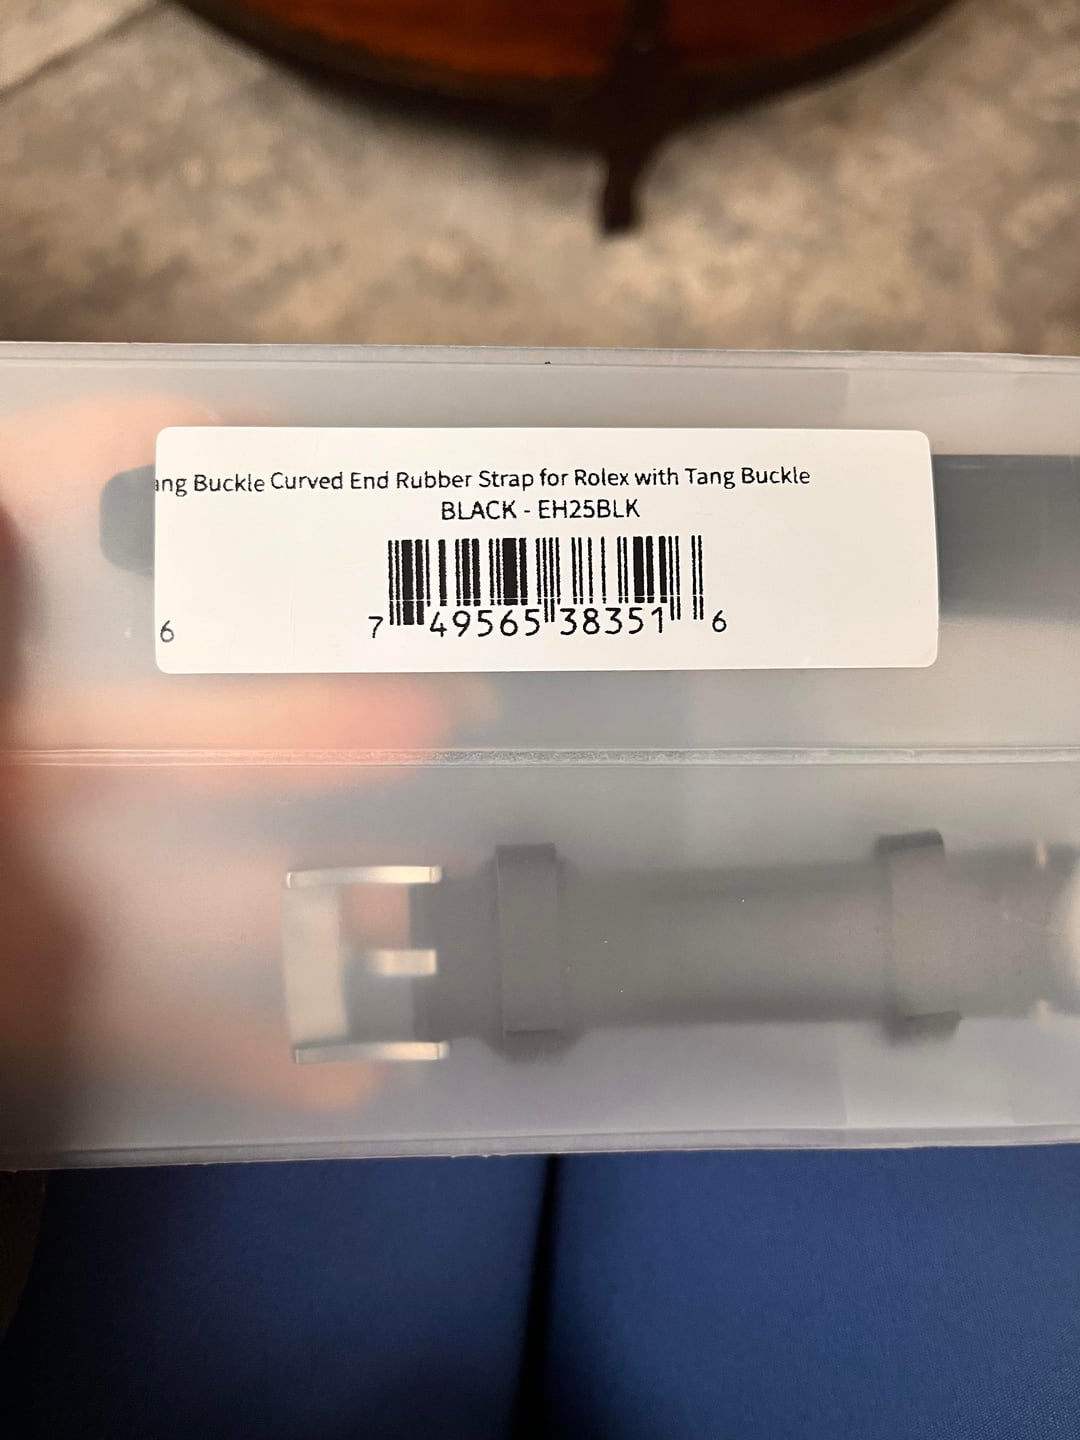 ang Buckle Curved End Rubber Strap for Rolex with Tang Buckle
BLACK - EH25BLK
6
7 49565 38351 6